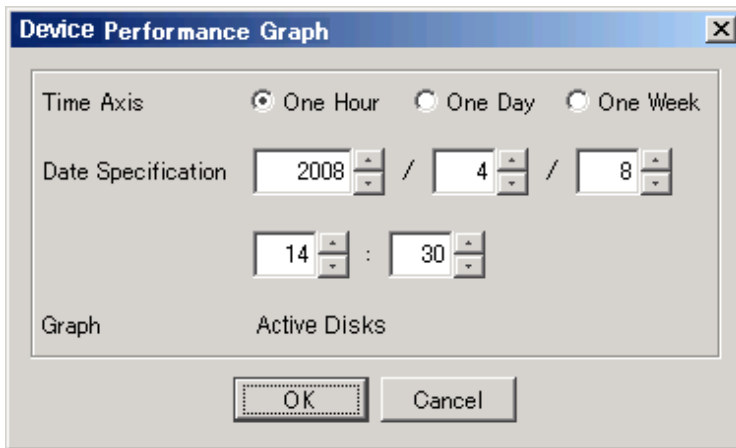 Device Performance Graph
Time Axis One Hour One Day One Week
Date Specification 2008 / 4 / 8
14 : 30
Graph Active Disks
OK Cancel